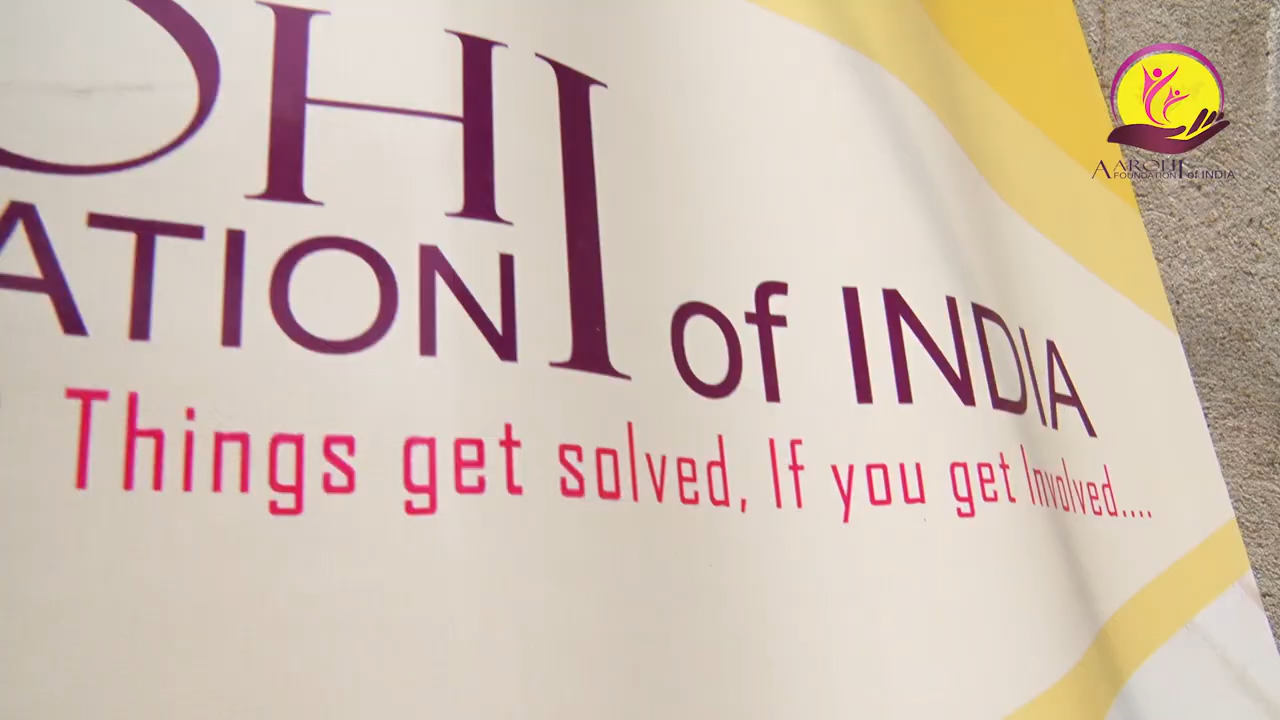 OHI
ATION of INDIA
Things get solved, If you get Involved....
AAROHI
FOUNDATION of INDIA